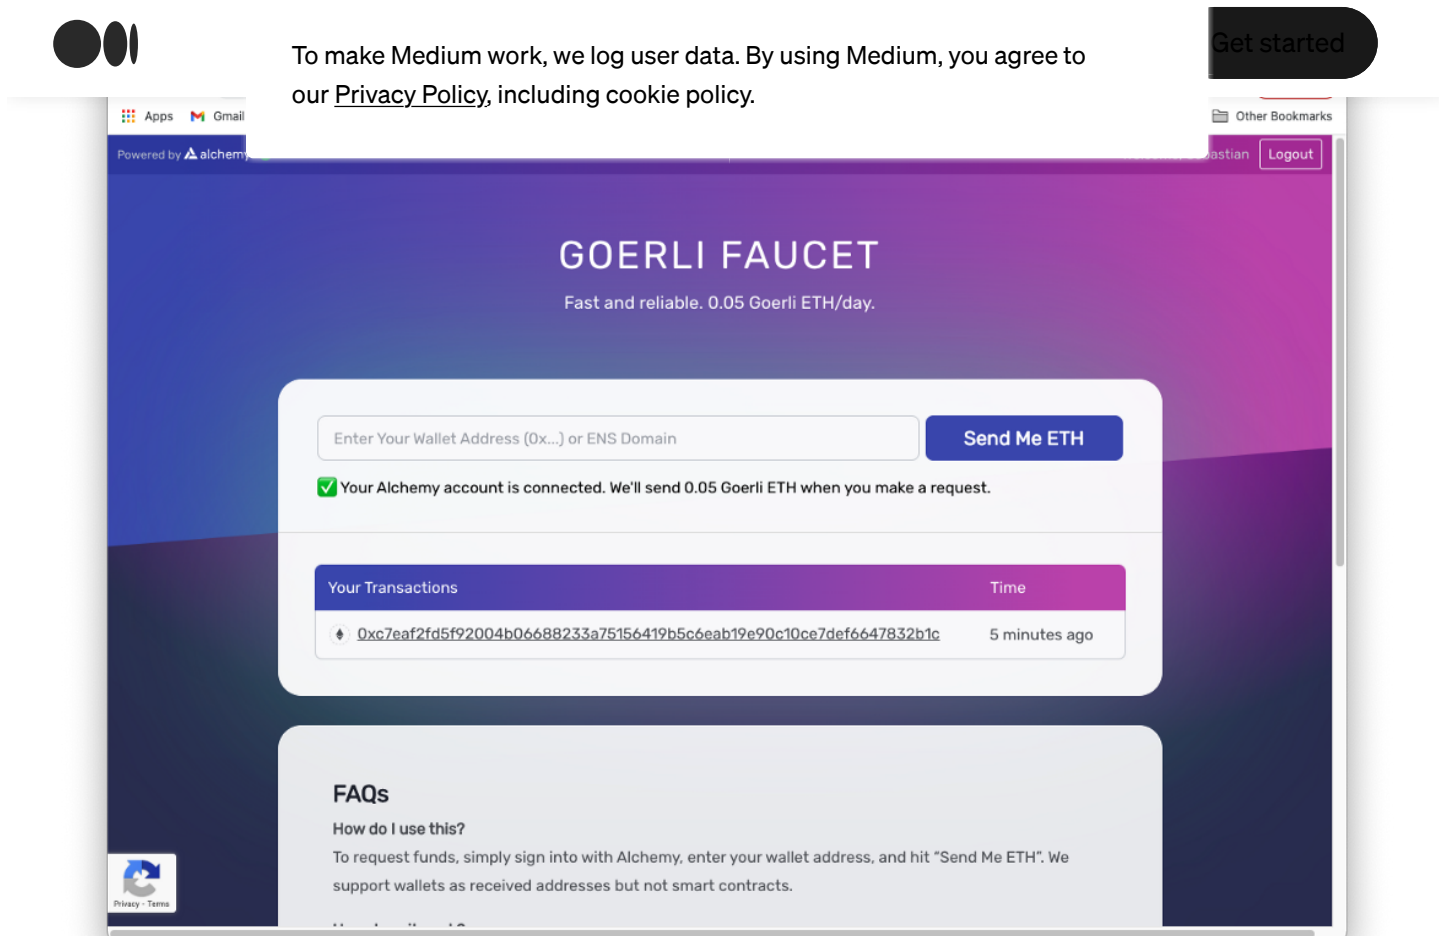 To make Medium work, we log user data. By using Medium, you agree to
our Privacy Policy, including cookie policy.
Get started
Apps
Gmail
Other Bookmarks
Powered by alchemy
Logout
GOERLI FAUCET
Fast and reliable. 0.05 Goerli ETH/day.
Enter Your Wallet Address (0x...) or ENS Domain
Send Me ETH
Your Alchemy account is connected. We'll send 0.05 Goerli ETH when you make a request.
Your Transactions
Time
0xc7eaf2fd5f92004b06688233a75156419b5c6eab19e90c10ce7def6647832b1c
5 minutes ago
FAQs
How do I use this?
To request funds, simply sign into with Alchemy, enter your wallet address, and hit “Send Me ETH”. We
support wallets as received addresses but not smart contracts.
Privacy - Terms